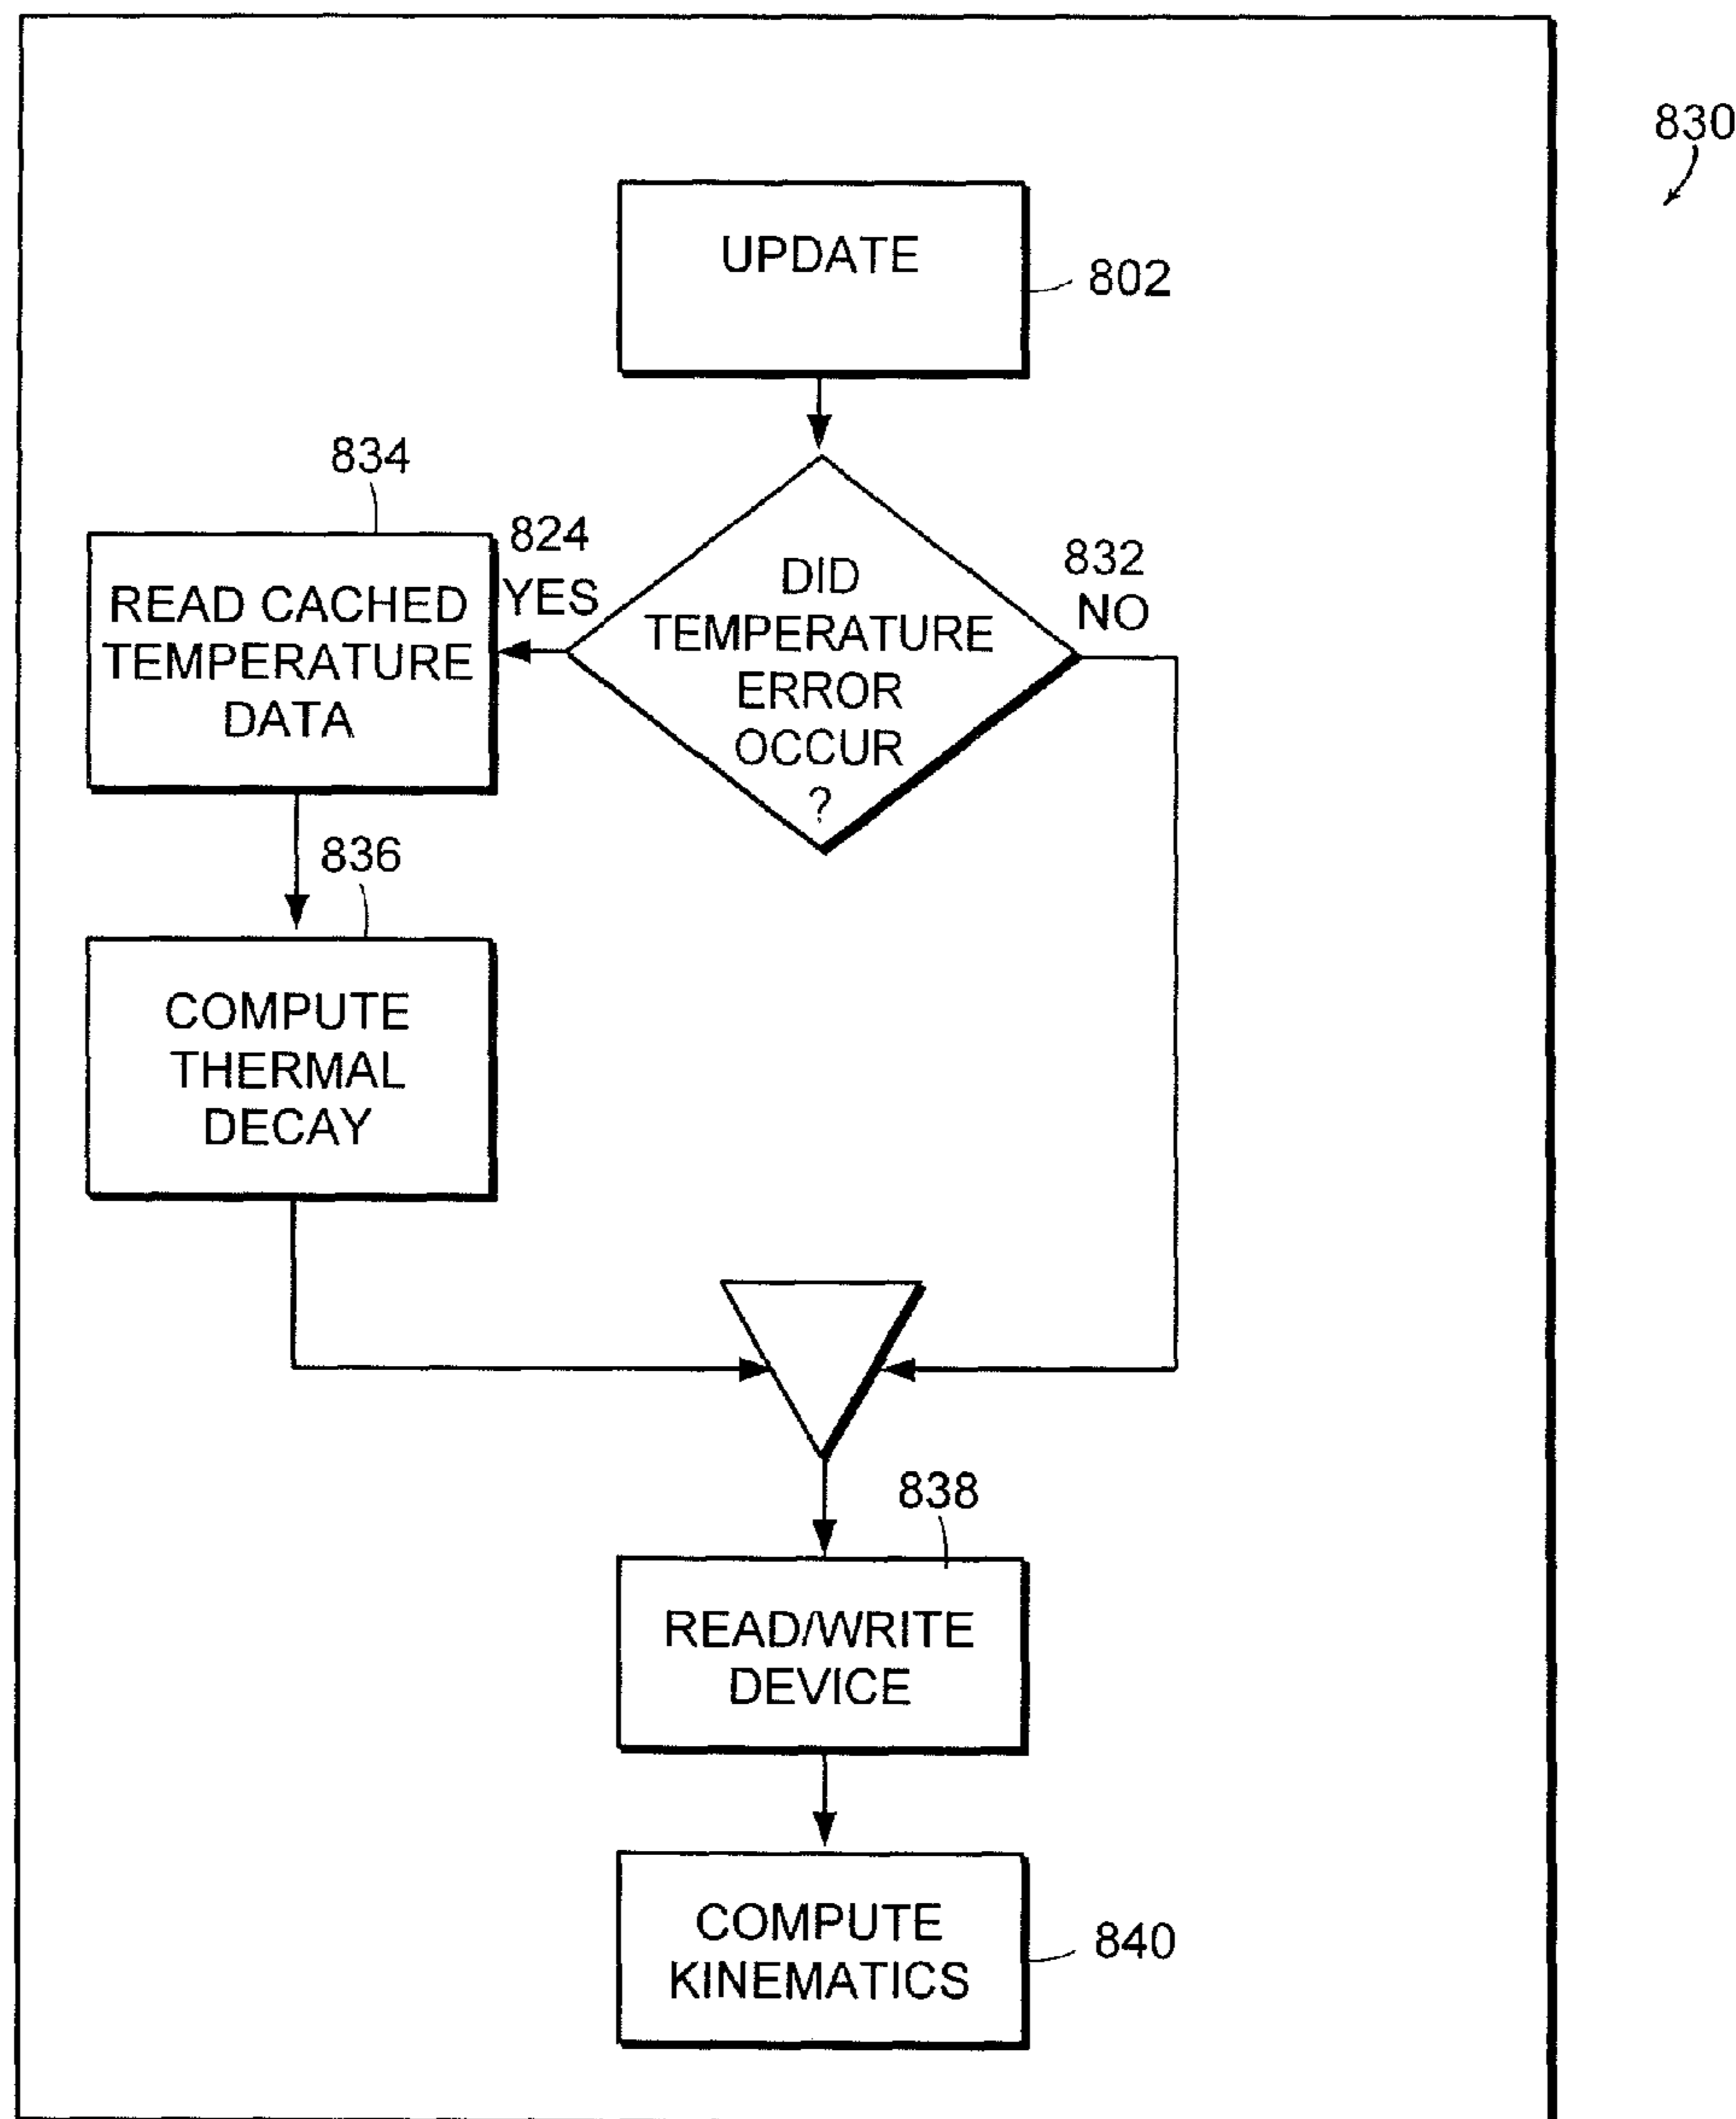 830
UPDATE
802
834
824
YES
832
NO
DID
TEMPERATURE
ERROR
OCCUR
?
READ CACHED
TEMPERATURE
DATA
836
COMPUTE
THERMAL
DECAY
838
READ/WRITE
DEVICE
COMPUTE
KINEMATICS
840